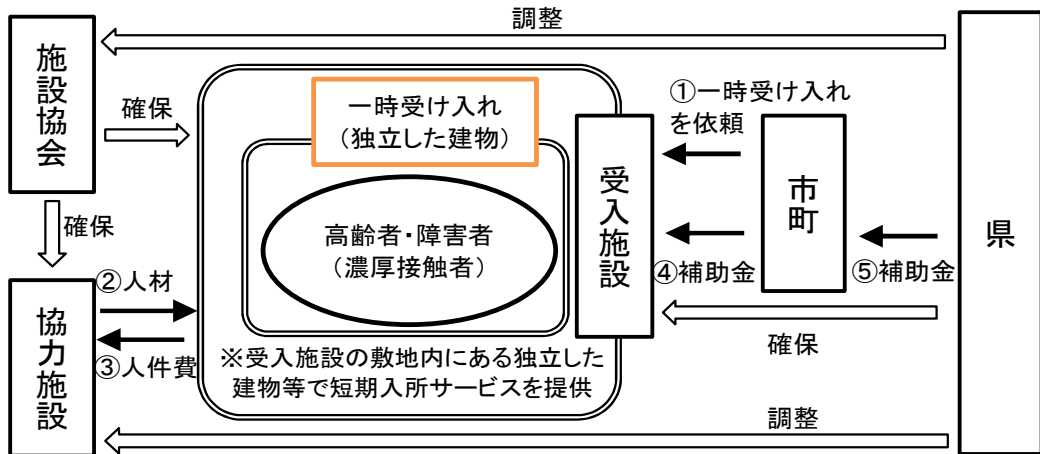 調整
施設協会
確保
一時受け入れ
(独立した建物)
①一時受け入れ
を依頼
受入施設
市町
県
高齢者・障害者
(濃厚接触者)
確保
④補助金
⑤補助金
②人材
協力施設
③人件費
確保
※受入施設の敷地内にある独立した
建物等で短期入所サービスを提供
調整